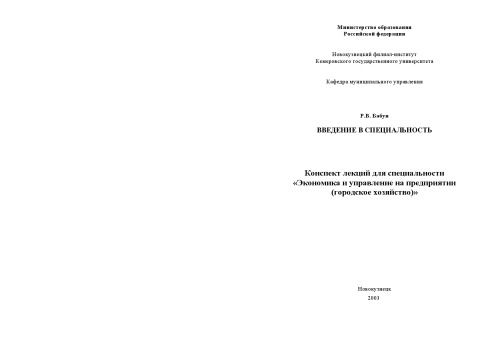 Министерство образования
Российской федерации
Новокузнецкий филиал-институт
Кемеровского государственного университета
Кафедра муниципального управления
Р.В. Бабун
ВВЕДЕНИЕ В СПЕЦИАЛЬНОСТЬ
Конспект лекций для специальности
«Экономика и управление на предприятии
(городское хозяйство)»
Новокузнецк
2003